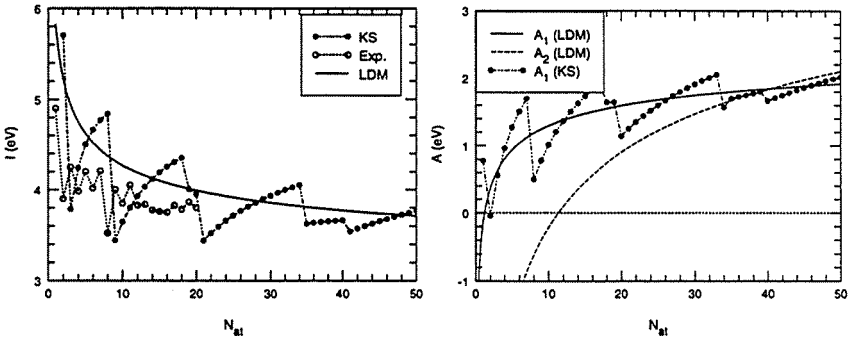 6
5
4
3
I (eV)
KS
Exp.
LDM
0 10 20 30 40 50
N_at
3
2
1
0
-1
A (eV)
A_1 (LDM)
A_2 (LDM)
A_1 (KS)
0 10 20 30 40 50
N_at